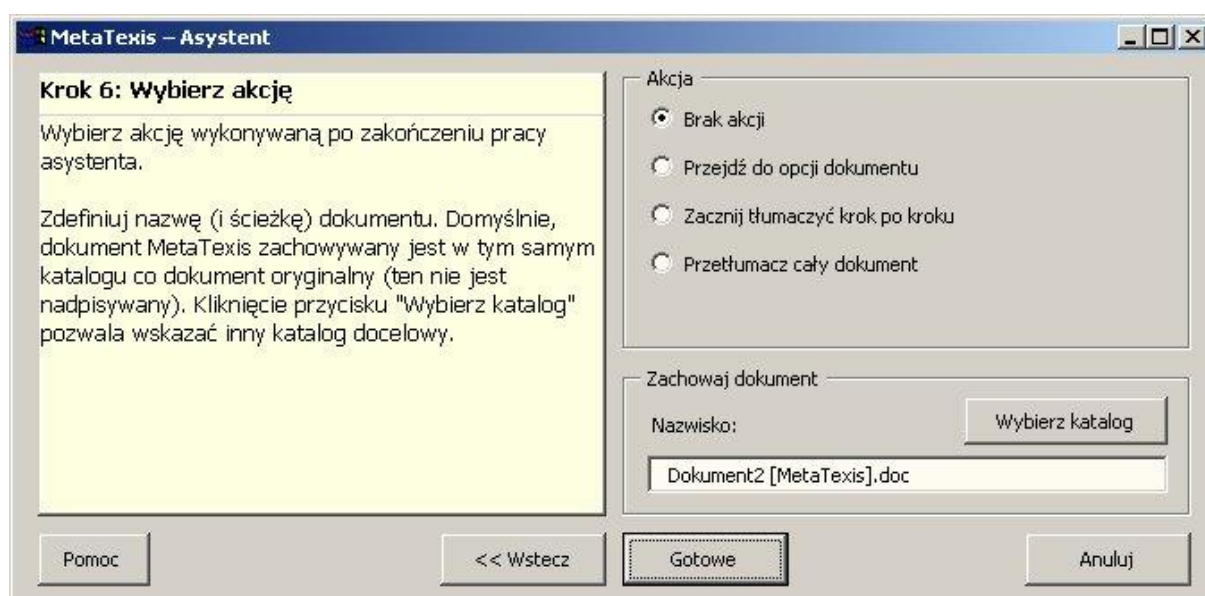 MetaTexis – Asystent
Krok 6: Wybierz akcję
Wybierz akcję wykonywaną po zakończeniu pracy
asystenta.
Zdefiniuj nazwę (i ścieżkę) dokumentu. Domyślnie,
dokument MetaTexis zachowywany jest w tym samym
katalogu co dokument oryginalny (ten nie jest
nadpisywany). Kliknięcie przycisku "Wybierz katalog"
pozwala wskazać inny katalog docelowy.
Akcja
Brak akcji
Przejdź do opcji dokumentu
Zacznij tłumaczyć krok po kroku
Przetłumacz cały dokument
Zachowaj dokument
Nazwisko:
Wybierz katalog
Dokument2 [MetaTexis].doc
Pomoc
<< Wstecz
Gotowe
Anuluj